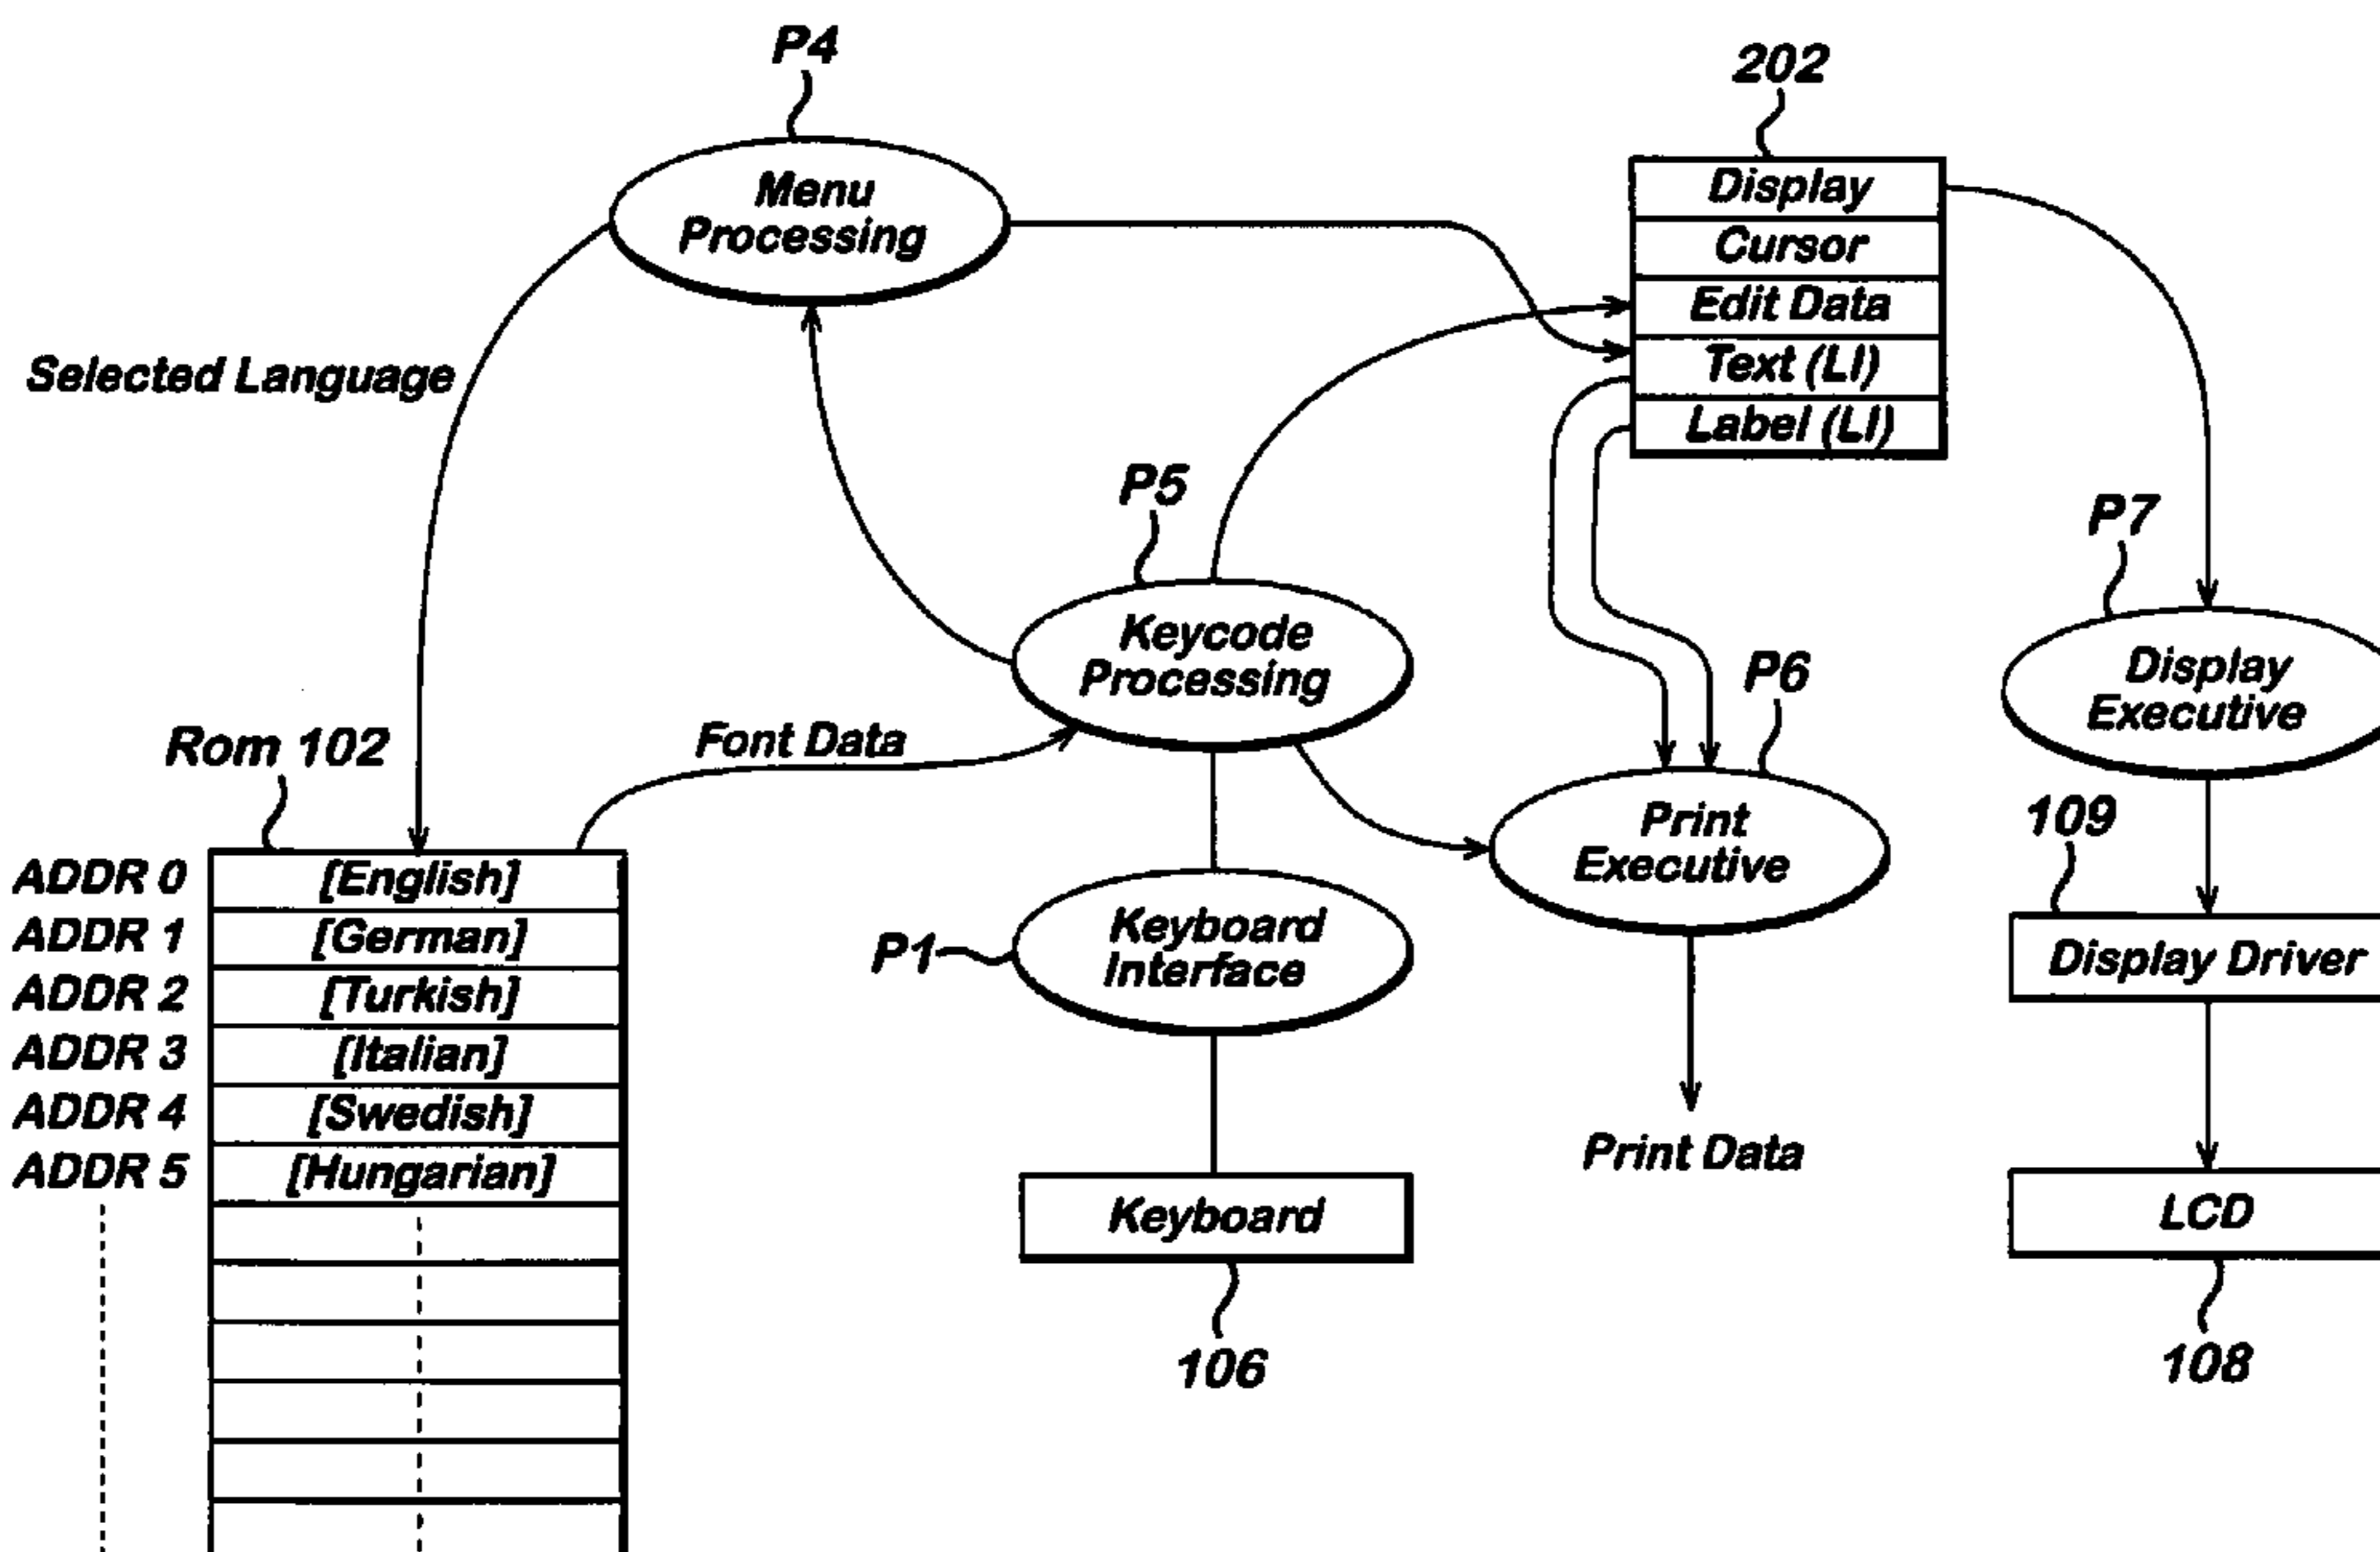 P4
202
Menu
Processing
Display
Cursor
Edit Data
Text (LI)
Label (LI)
Selected Language
P5
P7
Keycode
Processing
P6
Display
Executive
Rom 102
Font Data
Print
Executive
109
ADDR 0 [English]
ADDR 1 [German]
ADDR 2 [Turkish]
ADDR 3 [Italian]
ADDR 4 [Swedish]
ADDR 5 [Hungarian]
P1
Keyboard
Interface
Display Driver
Print Data
Keyboard
LCD
106
108